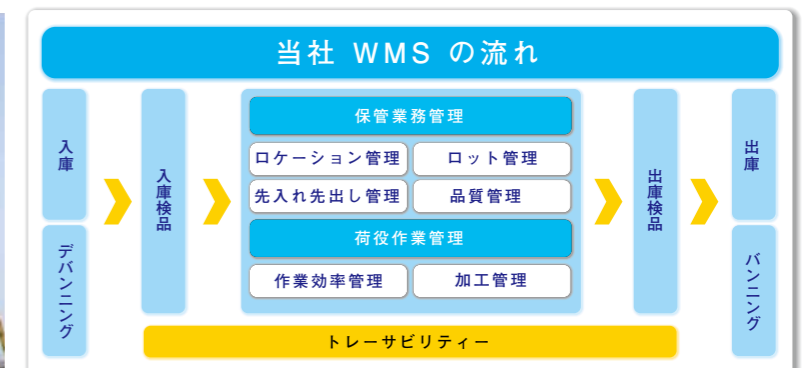 当社 WMS の流れ
入庫
デバンニング
入庫検品
保管業務管理
ロケーション管理
ロット管理
先入れ先出し管理
品質管理
荷役作業管理
作業効率管理
加工管理
出庫検品
出庫
バンニング
トレーサビリティー